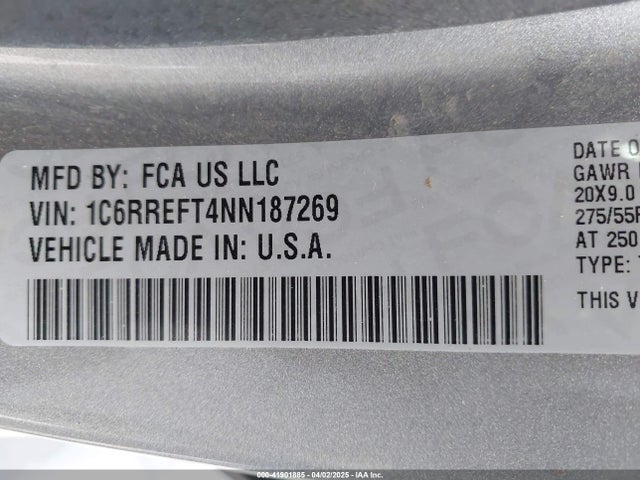 MFD BY: FCA US LLC
VIN: 1C6RREFT4NN187269
VEHICLE MADE IN: U.S.A.
DATE O
GAWR
20X9.0
275/55
AT 250
TYPE:
THIS V
000-41901885 04/02/2025 - IAA Inc.